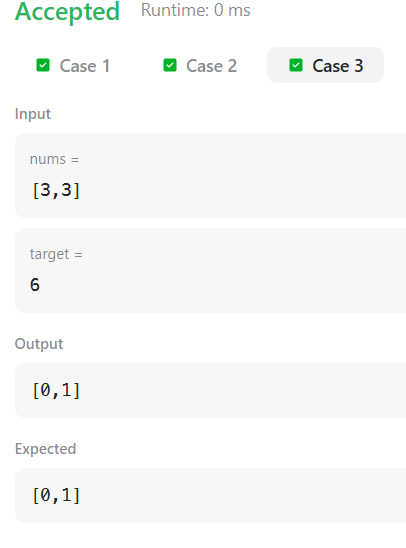 Accepted Runtime: 0 ms
Case 1 Case 2 Case 3
Input
nums =
[3,3]
target =
6
Output
[0,1]
Expected
[0,1]